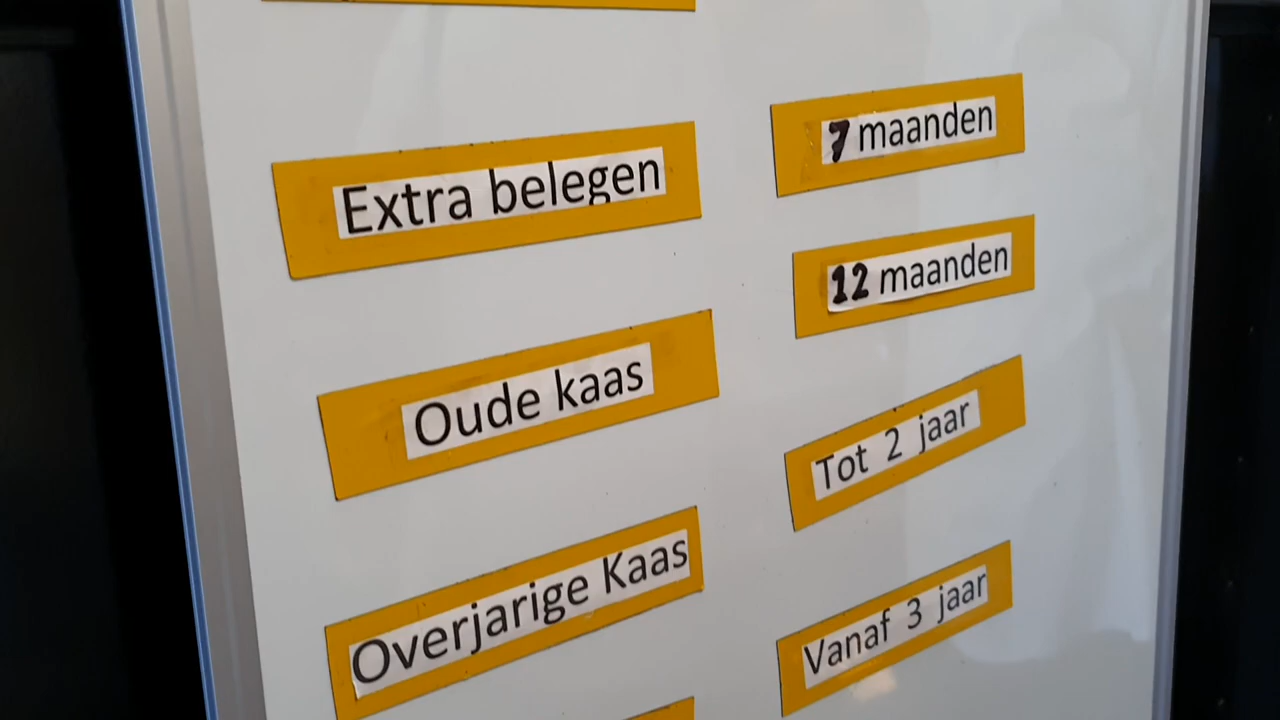 Extra belegen
7 maanden
Oude kaas
12 maanden
Overjarige Kaas
Tot 2 jaar
Vanaf 3 jaar